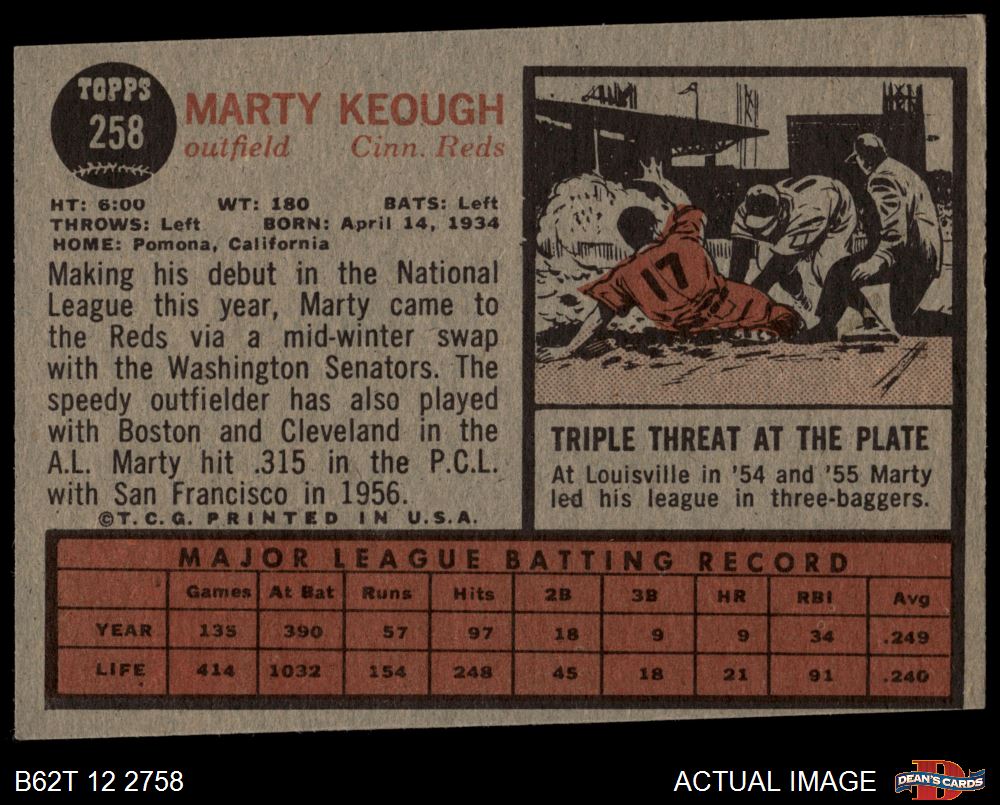 TOPPS
258
MARTY KEOUGH
outfield Cinn. Reds
HT: 6:00 WT: 180 BATS: Left
THROWS: Left BORN: April 14, 1934
HOME: Pomona, California
Making his debut in the National
League this year, Marty came to
the Reds via a mid-winter swap
with the Washington Senators. The
speedy outfielder has also played
with Boston and Cleveland in the
A.L. Marty hit .315 in the P.C.L.
with San Francisco in 1956.
©T.C.G. PRINTED IN U.S.A.
17
TRIPLE THREAT AT THE PLATE
At Louisville in '54 and '55 Marty
led his league in three-baggers.
MAJOR LEAGUE BATTING RECORD
Games At Bat Runs Hits 2B 3B HR RBI Avg
YEAR 135 390 57 97 18 9 9 34 .249
LIFE 414 1032 154 248 45 18 21 91 .240
B62T 12 2758 ACTUAL IMAGE
DEAN'S CARDS